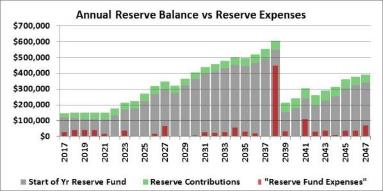 Annual Reserve Balance vs Reserve Expenses
$700,000
$600,000
$500,000
$400,000
$300,000
$200,000
$100,000
$0
2017 2019 2021 2023 2025 2027 2029 2031 2033 2035 2037 2039 2041 2043 2045 2047
Start of Yr Reserve Fund Reserve Contributions "Reserve Fund Expenses"